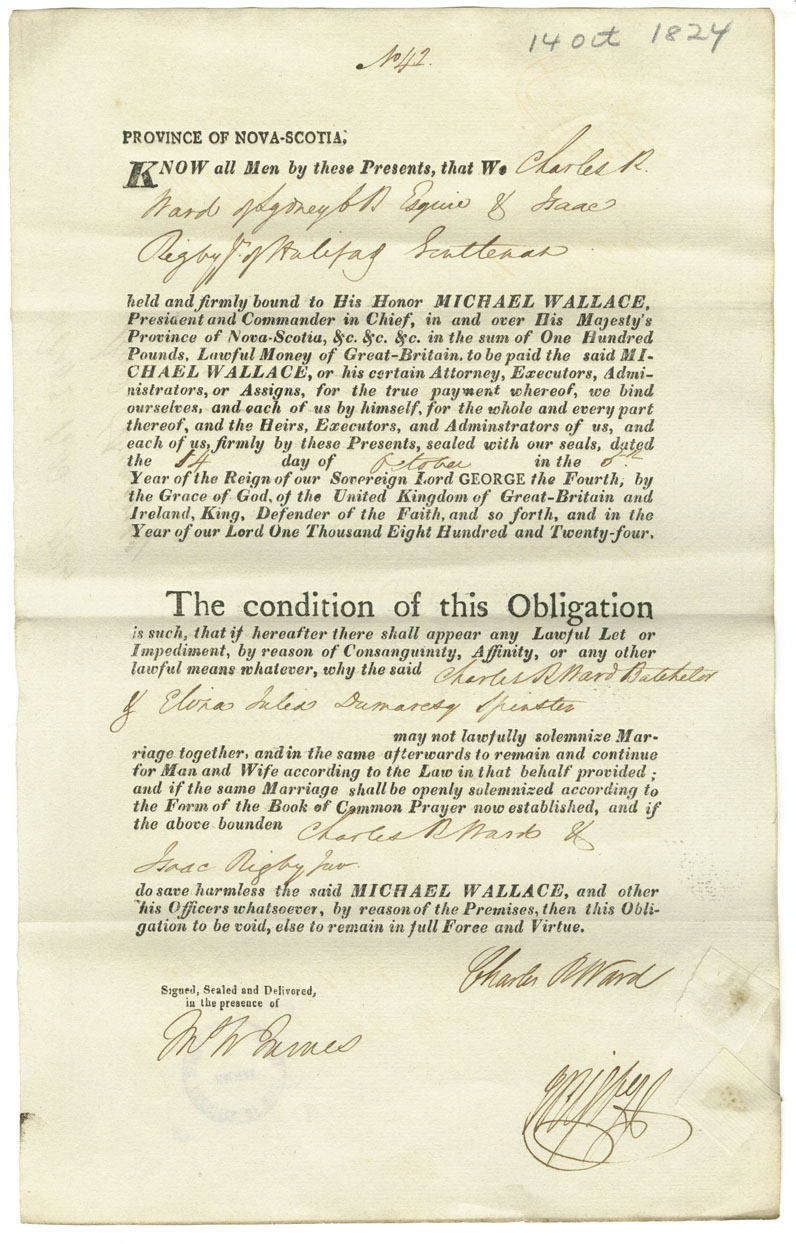 14 Oct 1824
No 42.
PROVINCE OF NOVA-SCOTIA,
KNOW all Men by these Presents, that We Charles R.
Ward of Sydney C B Esquire & Isaac
Rigby Jr of Halifax Gentleman
held and firmly bound to His Honor MICHAEL WALLACE,
President and Commander in Chief, in and over His Majesty's
Province of Nova-Scotia, &c. &c. &c. in the sum of One Hundred
Pounds, Lawful Money of Great-Britain, to be paid the said MI-
CHAEL WALLACE, or his certain Attorney, Executors, Admi-
nistrators, or Assigns, for the true payment whereof, we bind
ourselves, and each of us by himself, for the whole and every part
thereof, and the Heirs, Executors, and Adminstrators of us, and
each of us, firmly by these Presents, sealed with our seals, dated
the 14 day of October in the 5th
Year of the Reign of our Sovereign Lord GEORGE the Fourth, by
the Grace of God, of the United Kingdom of Great-Britain and
Ireland, King, Defender of the Faith, and so forth, and in the
Year of our Lord One Thousand Eight Hundred and Twenty-four.
The condition of this Obligation
is such, that if hereafter there shall appear any Lawful Let or
Impediment, by reason of Consanguinity, Affinity, or any other
lawful means whatever, why the said Charles R Ward Batchelor
& Eliza Julia Dumaresq Spinster
may not lawfully solemnize Mar-
riage together, and in the same afterwards to remain and continue
for Man and Wife according to the Law in that behalf provided;
and if the same Marriage shall be openly solemnized according to
the Form of the Book of Common Prayer now established, and if
the above bounden Charles R Ward &
Isaac Rigby Jun.
do save harmless the said MICHAEL WALLACE, and other
his Officers whatsoever, by reason of the Premises, then this Obli-
gation to be void, else to remain in full Force and Virtue.
Charles R Ward
Signed, Sealed and Delivered,
in the presence of